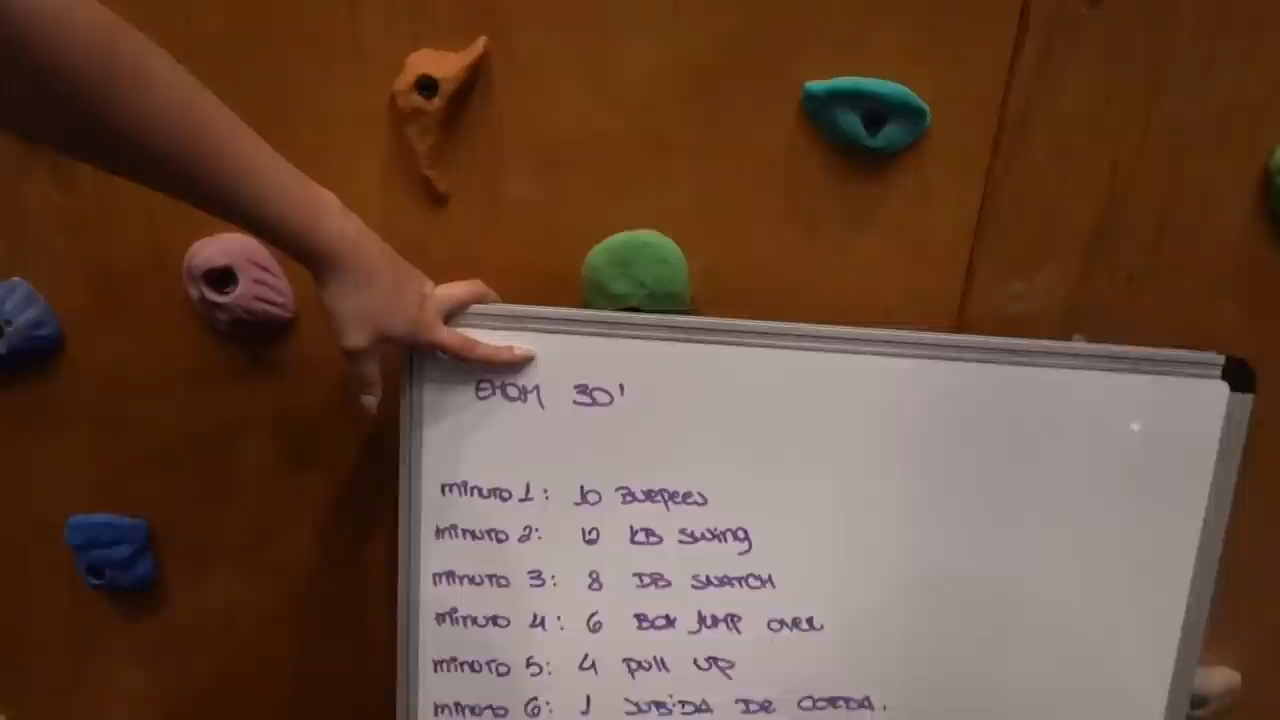 EMOM 30'
minuto 1: 10 Burpees
minuto 2: 12 KB swing
minuto 3: 8 DB SNATCH
minuto 4: 6 BOX JUMP over
minuto 5: 4 pull up
minuto 6: 1 SUBIDA DE CORDA.